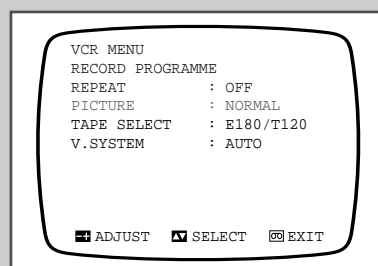 VCR MENU
RECORD PROGRAMME
REPEAT : OFF
PICTURE : NORMAL
TAPE SELECT : E180/T120
V.SYSTEM : AUTO
ADJUST SELECT EXIT